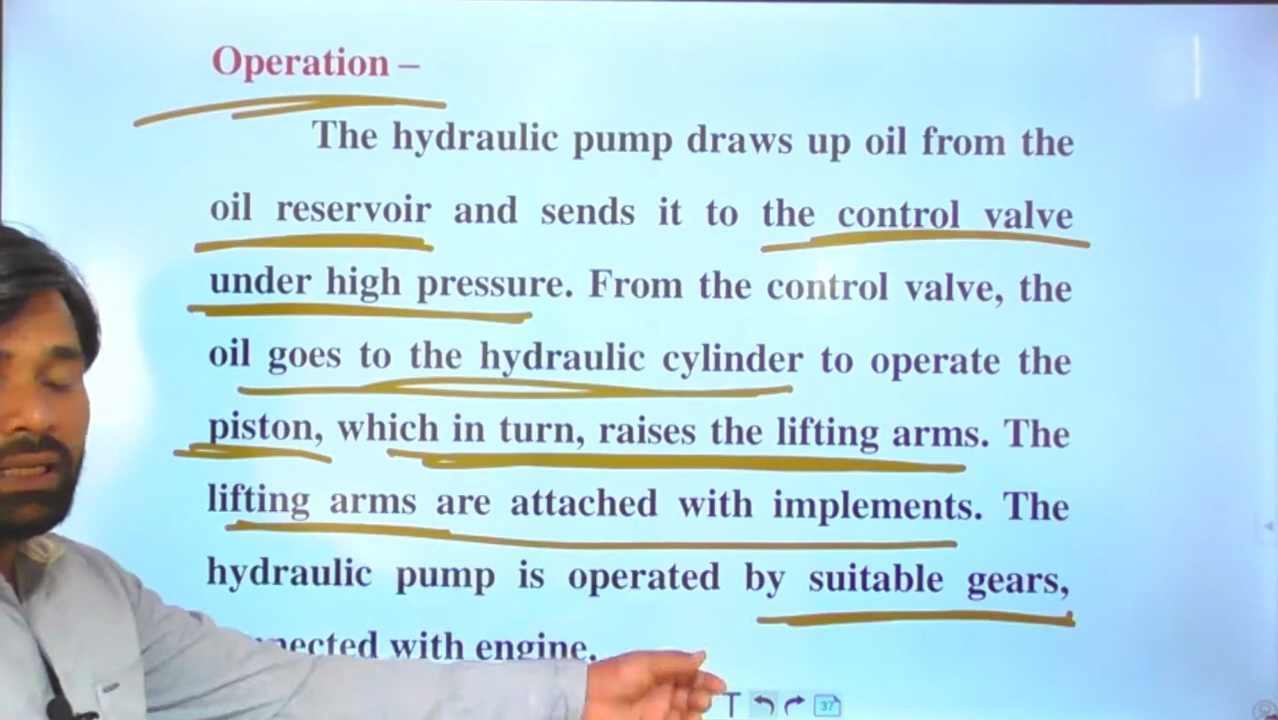 Operation –
The hydraulic pump draws up oil from the
oil reservoir and sends it to the control valve
under high pressure. From the control valve, the
oil goes to the hydraulic cylinder to operate the
piston, which in turn, raises the lifting arms. The
lifting arms are attached with implements. The
hydraulic pump is operated by suitable gears,
with engine.
T 37